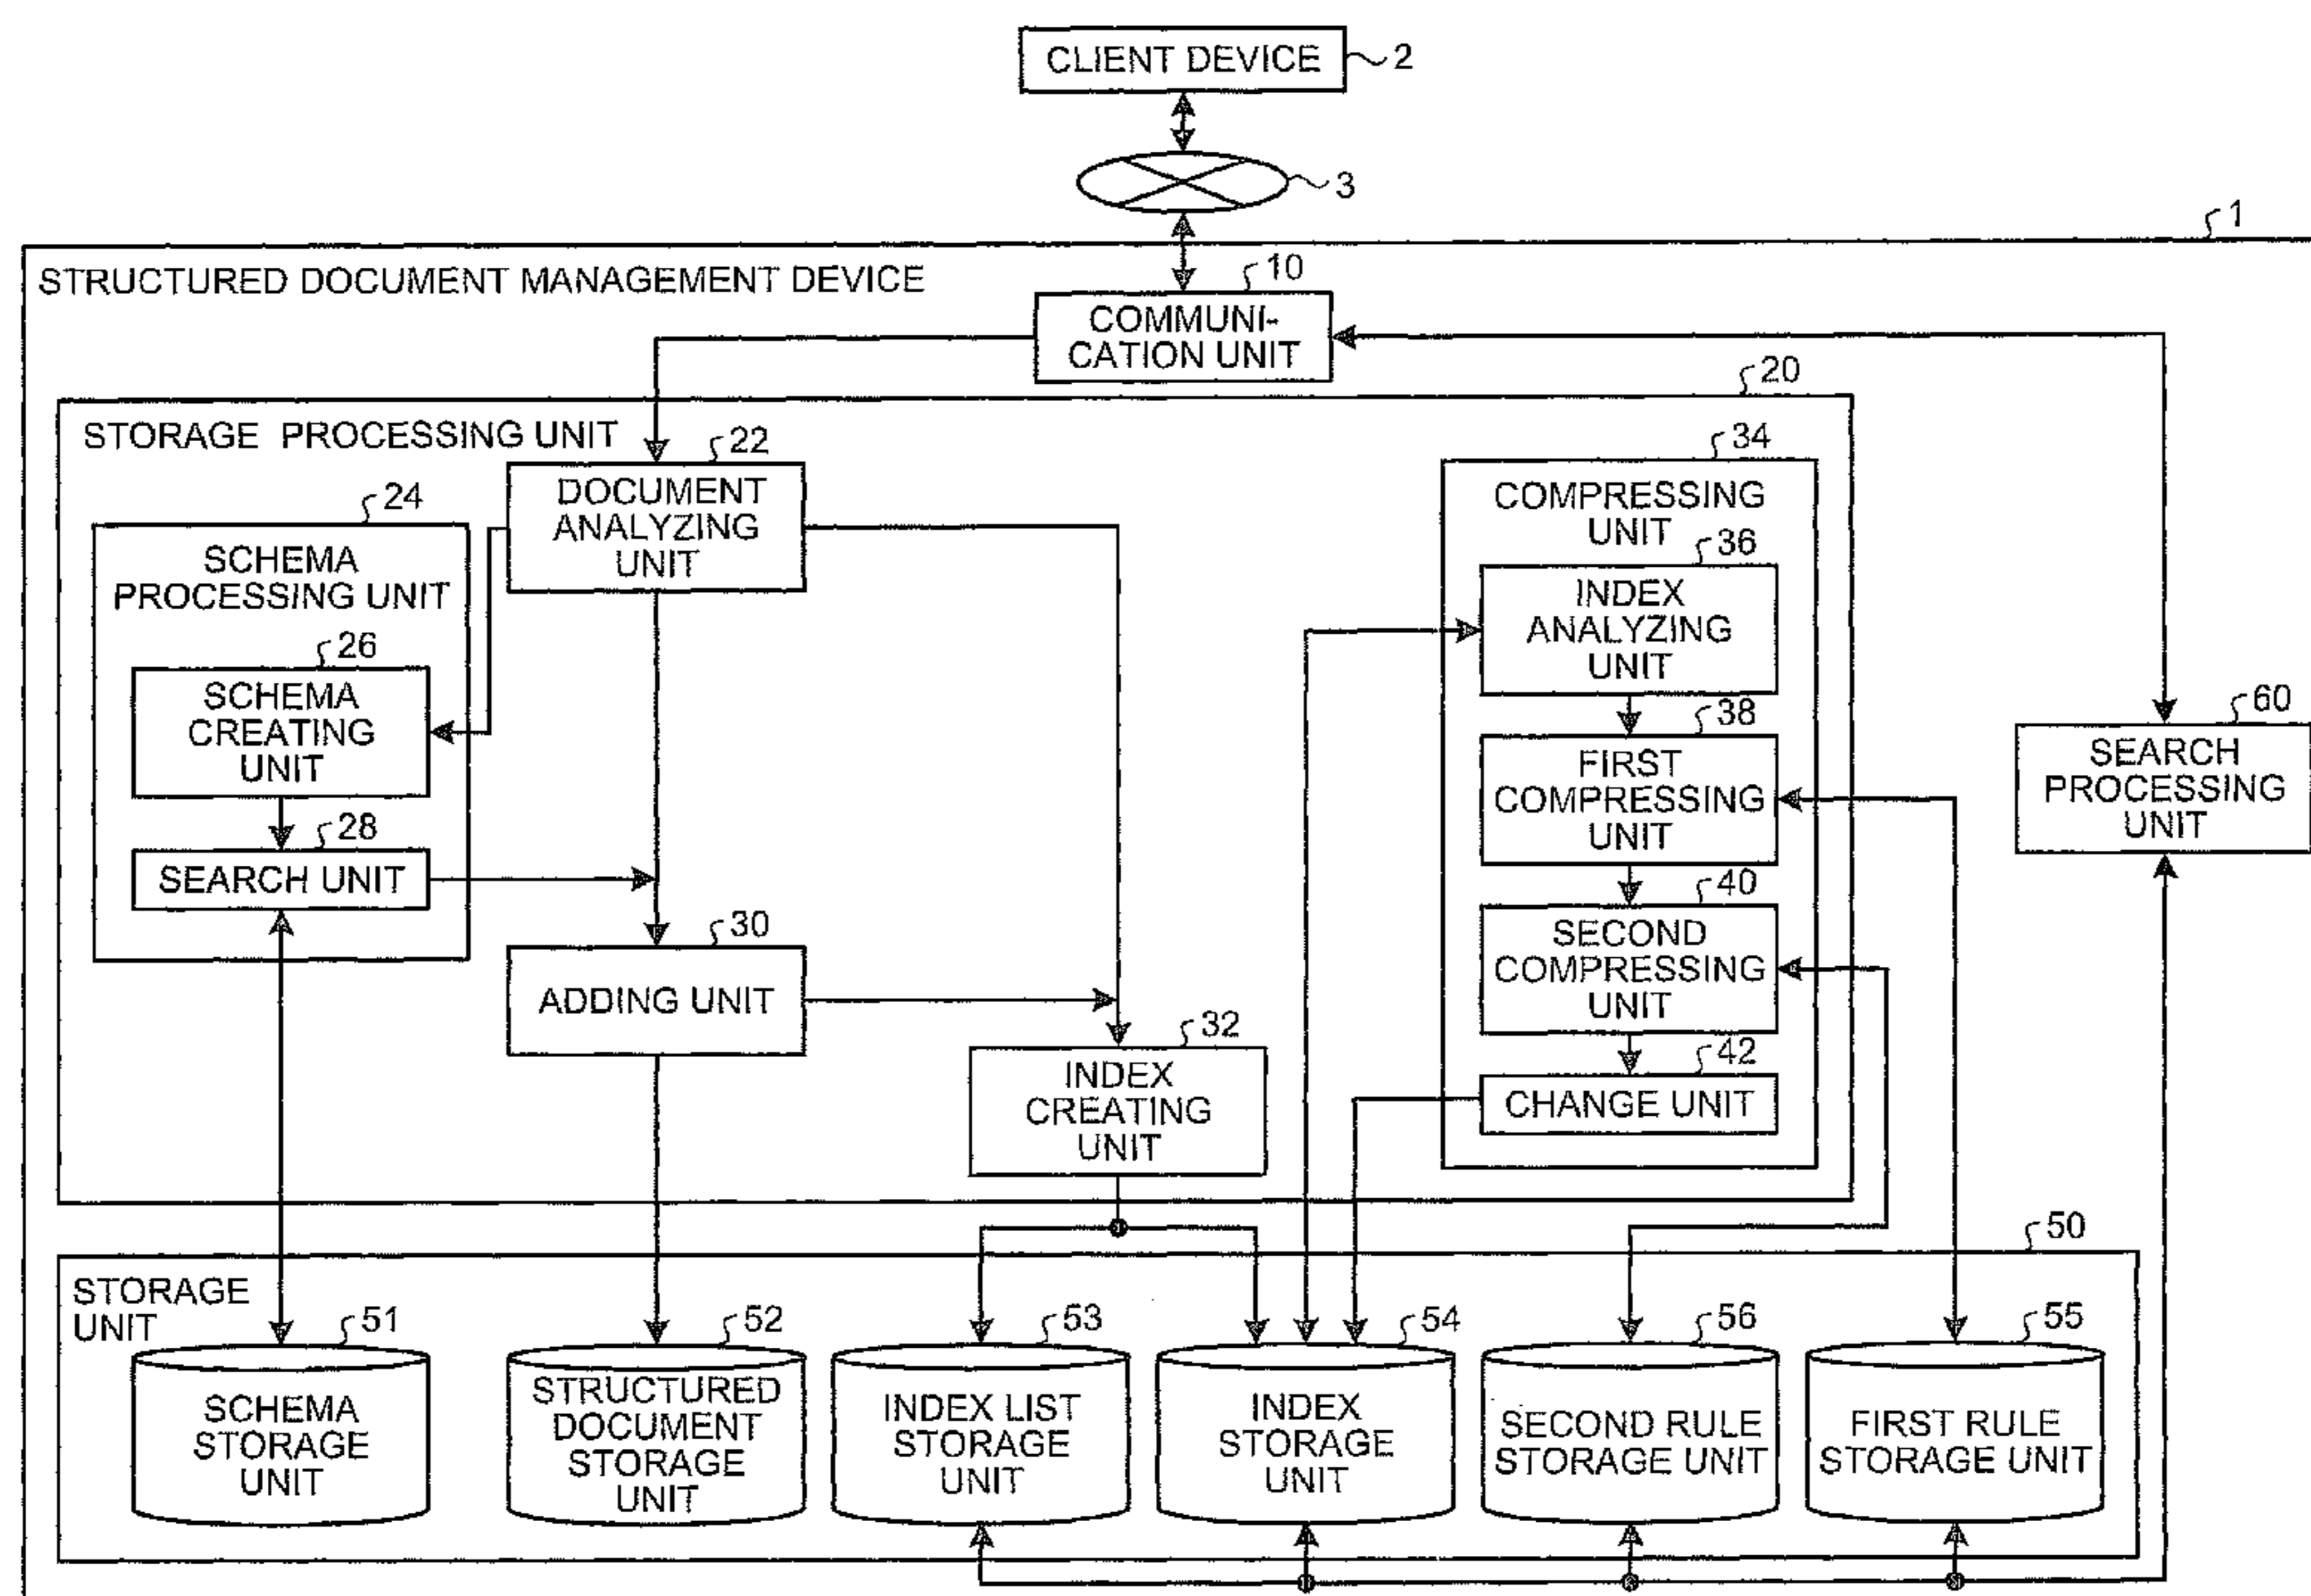 CLIENT DEVICE
2
3
1
STRUCTURED DOCUMENT MANAGEMENT DEVICE
10
COMMUNI-
CATION UNIT
20
STORAGE PROCESSING UNIT
22
DOCUMENT
ANALYZING
UNIT
24
SCHEMA
PROCESSING UNIT
26
SCHEMA
CREATING
UNIT
28
SEARCH UNIT
30
ADDING UNIT
32
INDEX
CREATING
UNIT
34
COMPRESSING
UNIT
36
INDEX
ANALYZING
UNIT
38
FIRST
COMPRESSING
UNIT
40
SECOND
COMPRESSING
UNIT
42
CHANGE UNIT
60
SEARCH
PROCESSING
UNIT
50
STORAGE
UNIT
51
SCHEMA
STORAGE
UNIT
52
STRUCTURED
DOCUMENT
STORAGE
UNIT
53
INDEX LIST
STORAGE
UNIT
54
INDEX
STORAGE
UNIT
56
SECOND RULE
STORAGE UNIT
55
FIRST RULE
STORAGE UNIT